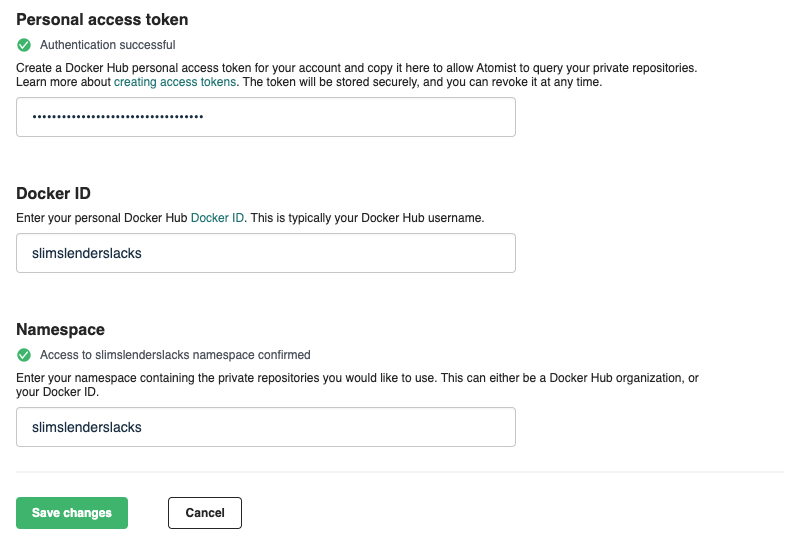 Personal access token
Authentication successful
Create a Docker Hub personal access token for your account and copy it here to allow Atomist to query your private repositories.
Learn more about creating access tokens. The token will be stored securely, and you can revoke it at any time.
••••••••••••••••••••••••••••••••••••
Docker ID
Enter your personal Docker Hub Docker ID. This is typically your Docker Hub username.
slimslenderslacks
Namespace
Access to slimslenderslacks namespace confirmed
Enter your namespace containing the private repositories you would like to use. This can either be a Docker Hub organization, or
your Docker ID.
slimslenderslacks
Save changes Cancel